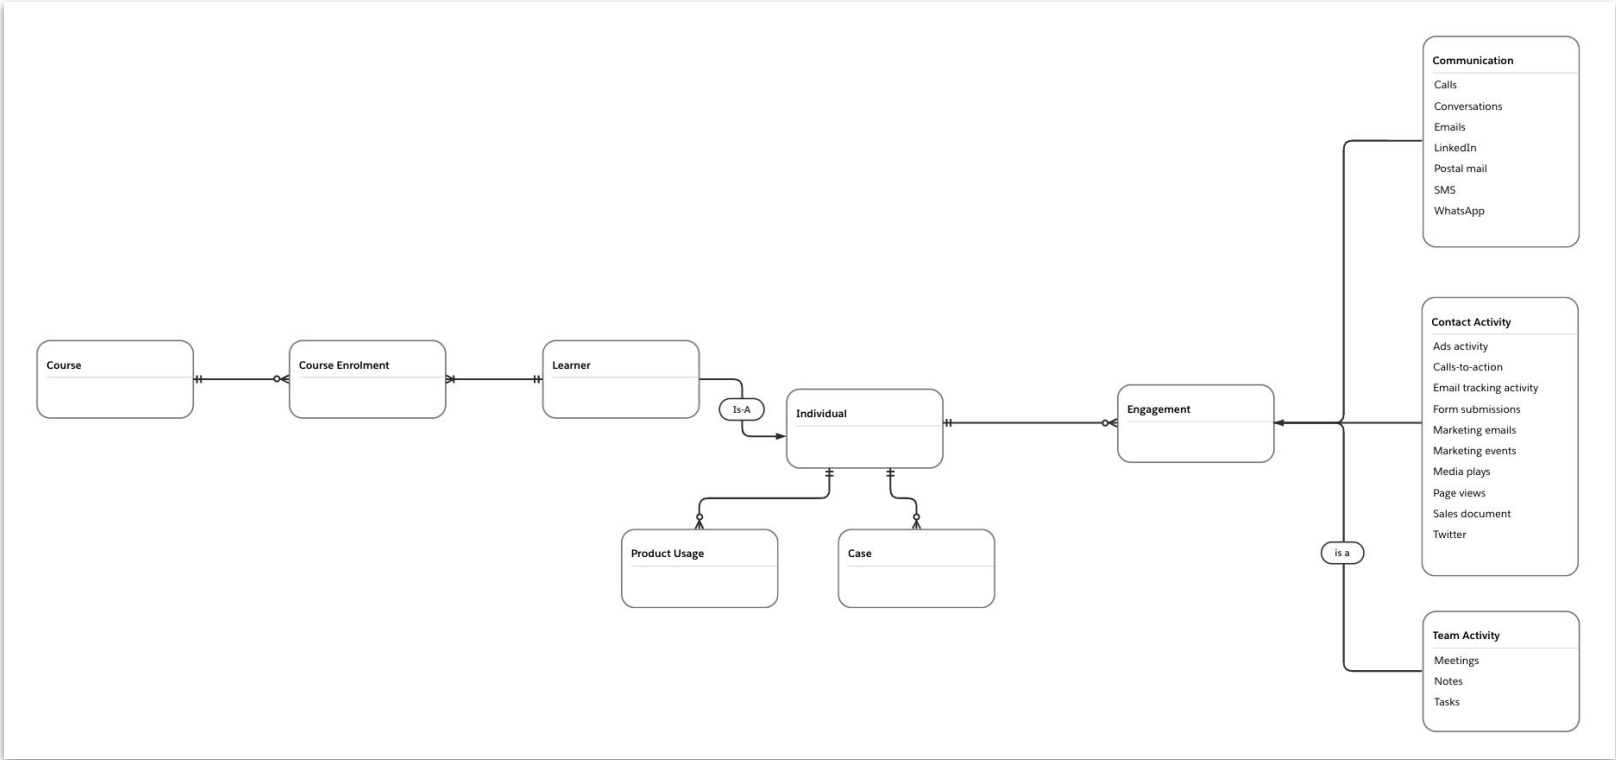 Communication
Calls
Conversations
Emails
LinkedIn
Postal mail
SMS
WhatsApp
Course
Course Enrolment
Learner
Is-A
Individual
Engagement
Contact Activity
Ads activity
Calls-to-action
Email tracking activity
Form submissions
Marketing emails
Marketing events
Media plays
Page views
Sales document
Twitter
Product Usage
Case
is a
Team Activity
Meetings
Notes
Tasks